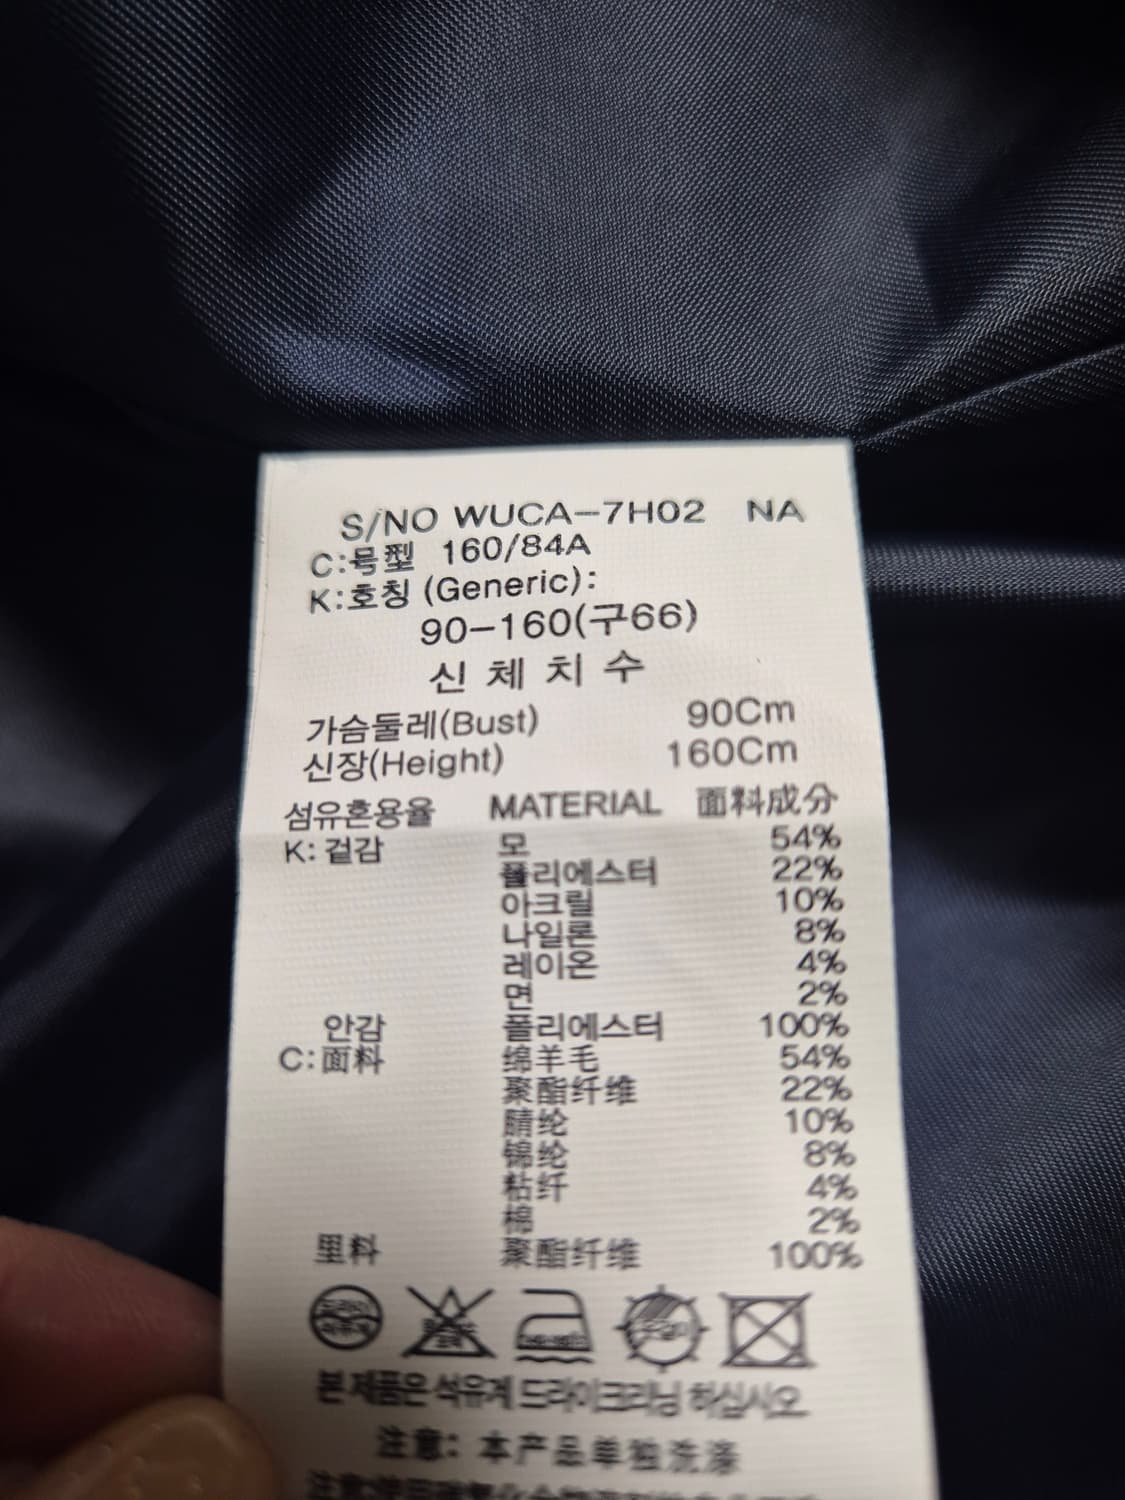 S/NO WUCA-7H02 NA
C:号型 160/84A
K:호칭 (Generic):
90-160(구66)
신체치수
가슴둘레(Bust) 90Cm
신장(Height) 160Cm
섬유혼용율 MATERIAL 面料成分
K: 겉감 모 54%
폴리에스터 22%
아크릴 10%
나일론 8%
레이온 4%
면 2%
안감 폴리에스터 100%
C:面料 绵羊毛 54%
聚酯纤维 22%
腈纶 10%
锦纶 8%
粘纤 4%
棉 2%
里料 聚酯纤维 100%
본 제품은 석유계 드라이크리닝 하십시오
注意: 本产品单独洗涤